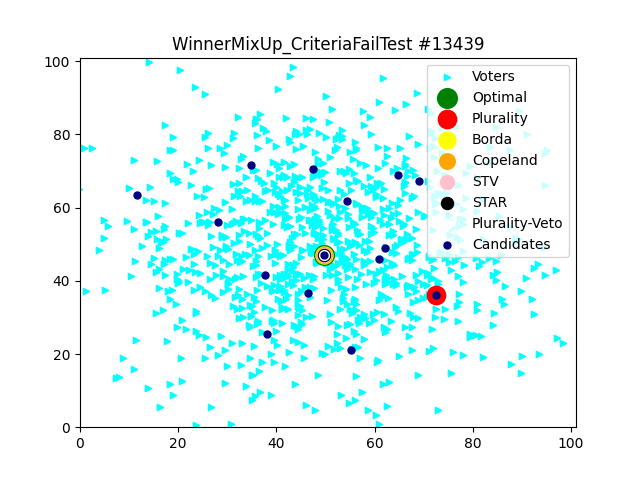 WinnerMixUp_CriteriaFailTest #13439
100
80
60
40
20
0
0
20
40
60
80
100
Voters
Optimal
Plurality
Borda
Copeland
STV
STAR
Plurality-Veto
Candidates